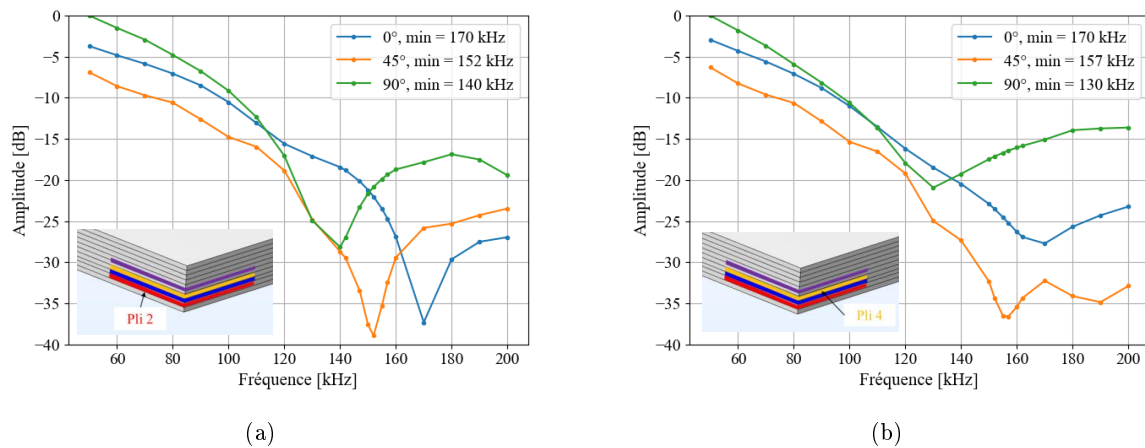 0
−5
−10
−15
−20
−25
−30
−35
−40
Amplitude [dB]
0°, min = 170 kHz
45°, min = 152 kHz
90°, min = 140 kHz
Pli 2
60
80
100
120
140
160
180
200
Fréquence [kHz]
(a)
0
−5
−10
−15
−20
−25
−30
−35
−40
Amplitude [dB]
0°, min = 170 kHz
45°, min = 157 kHz
90°, min = 130 kHz
Pli 4
60
80
100
120
140
160
180
200
Fréquence [kHz]
(b)